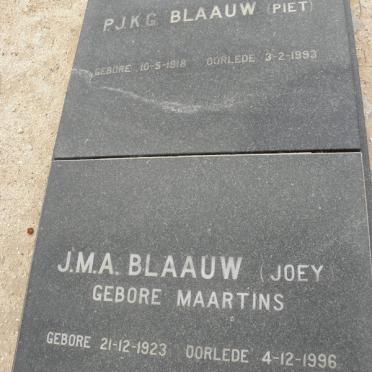 P.J.K.G. BLAAUW (PIET)
GEBORE 10-5-1918 OORLEDE 3-2-1993
J.M.A. BLAAUW (JOEY)
GEBORE MAARTINS
GEBORE 21-12-1923 OORLEDE 4-12-1996